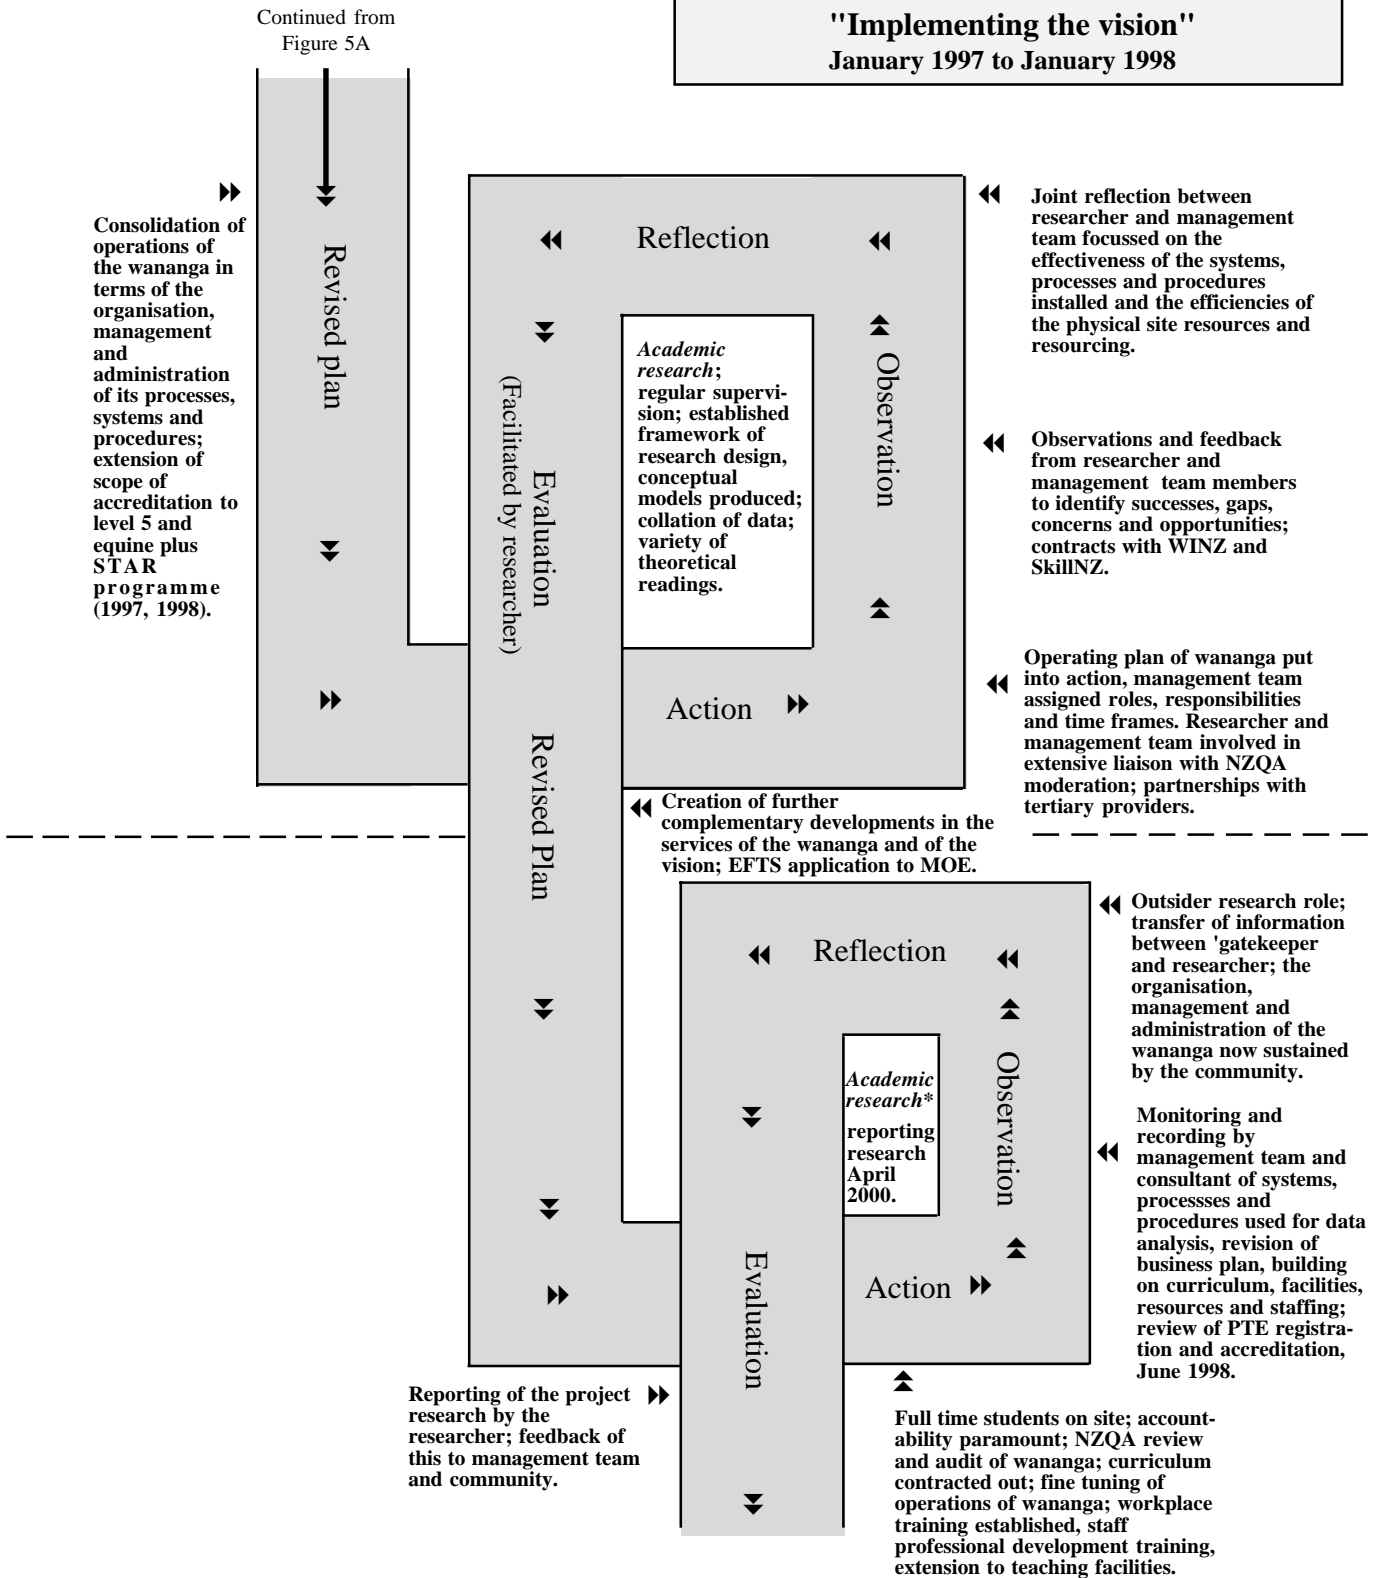 Continued from
Figure 5A
"Implementing the vision"
January 1997 to January 1998
Consolidation of
operations of
the wananga in
terms of the
organisation,
management
and
administration
of its processes,
systems and
procedures;
extension of
scope of
accreditation to
level 5 and
equine plus
STAR
programme
(1997, 1998).
Revised plan
Reflection
Evaluation
(Facilitated by researcher)
Academic
research;
regular supervi-
sion; established
framework of
research design,
conceptual
models produced;
collation of data;
variety of
theoretical
readings.
Observation
Action
Joint reflection between
researcher and management
team focussed on the
effectiveness of the systems,
processes and procedures
installed and the efficiencies of
the physical site resources and
resourcing.
Observations and feedback
from researcher and
management team members
to identify successes, gaps,
concerns and opportunities;
contracts with WINZ and
SkillNZ.
Operating plan of wananga put
into action, management team
assigned roles, responsibilities
and time frames. Researcher and
management team involved in
extensive liaison with NZQA
moderation; partnerships with
tertiary providers.
Revised Plan
Creation of further
complementary developments in the
services of the wananga and of the
vision; EFTS application to MOE.
Reflection
Academic
research*
reporting
research
April
2000.
Observation
Evaluation
Action
Outsider research role;
transfer of information
between 'gatekeeper
and researcher; the
organisation,
management and
administration of the
wananga now sustained
by the community.
Monitoring and
recording by
management team and
consultant of systems,
processses and
procedures used for data
analysis, revision of
business plan, building
on curriculum, facilities,
resources and staffing;
review of PTE registra-
tion and accreditation,
June 1998.
Reporting of the project
research by the
researcher; feedback of
this to management team
and community.
Full time students on site; account-
ability paramount; NZQA review
and audit of wananga; curriculum
contracted out; fine tuning of
operations of wananga; workplace
training established, staff
professional development training,
extension to teaching facilities.